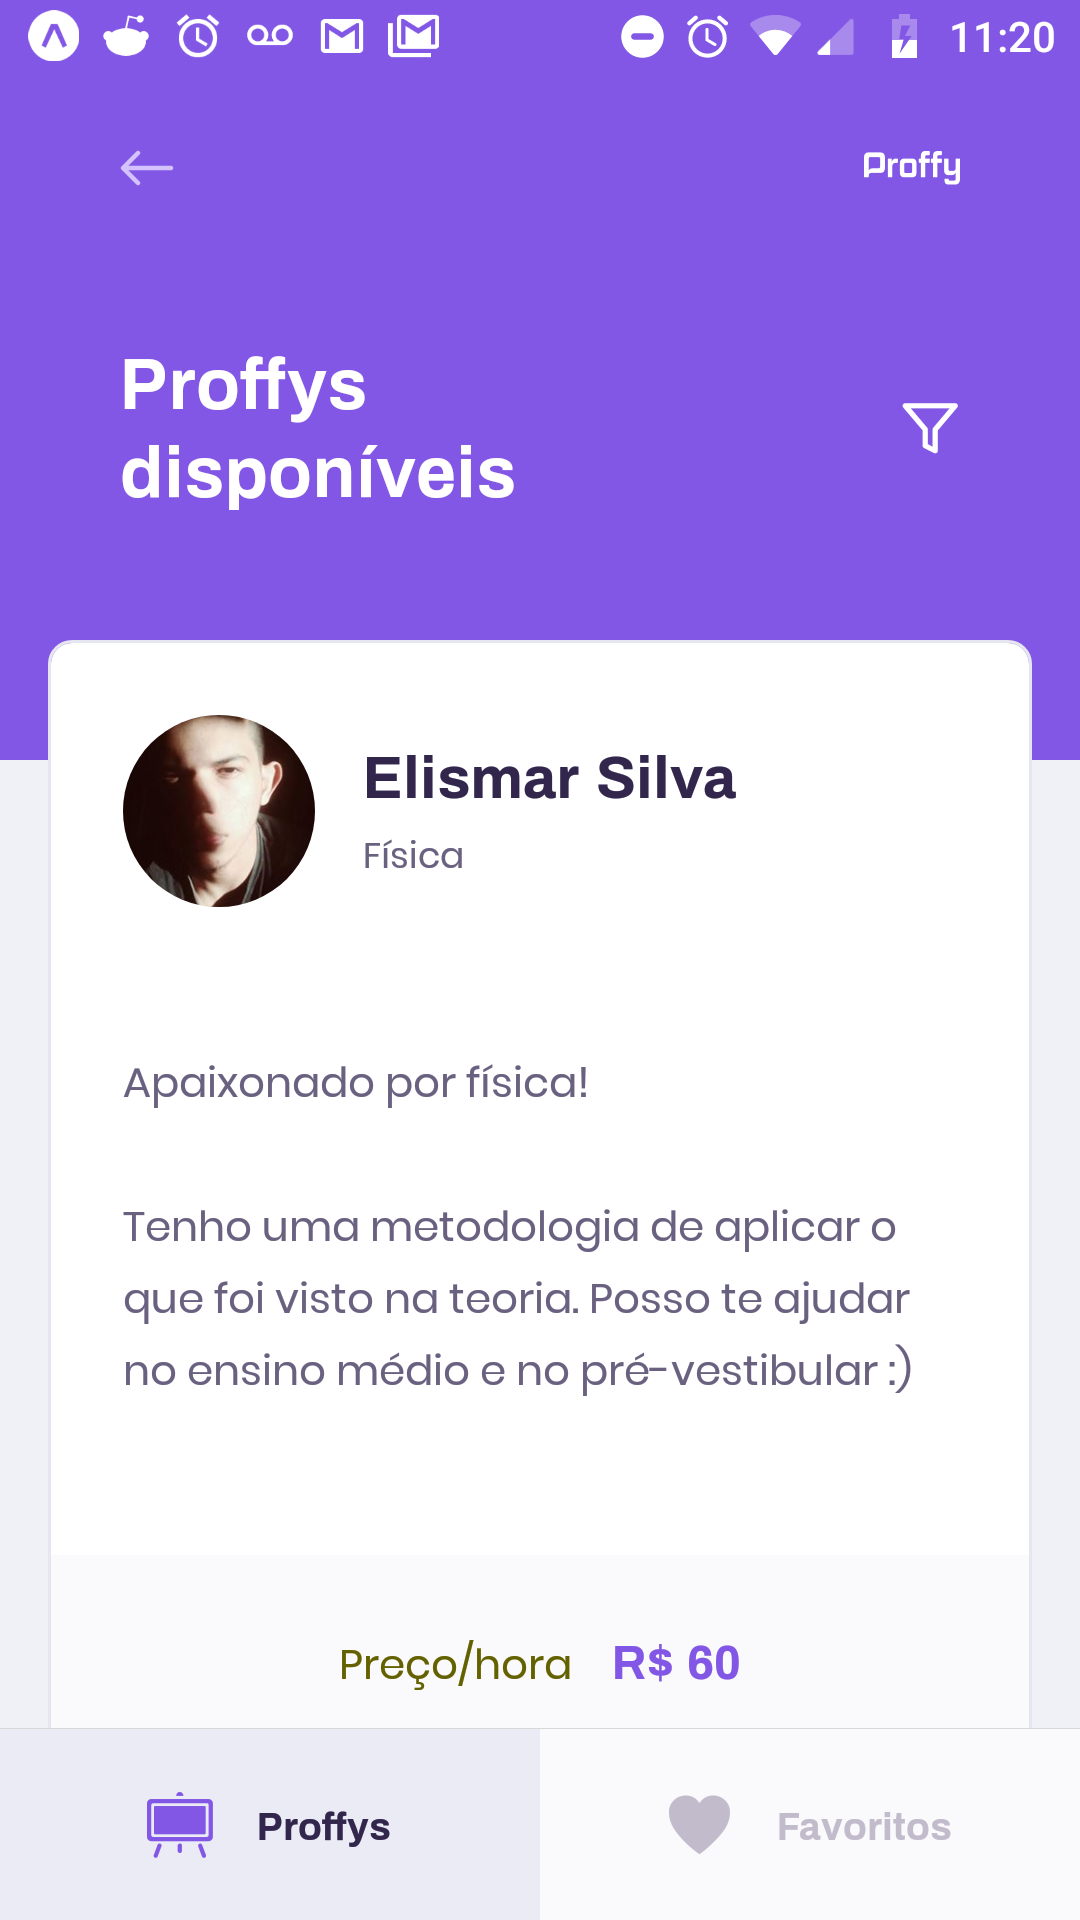 11:20
Proffy
Proffys
disponíveis
Elismar Silva
Física
Apaixonado por física!
Tenho uma metodologia de aplicar o
que foi visto na teoria. Posso te ajudar
no ensino médio e no pré-vestibular :)
Preço/hora R$ 60
Proffys
Favoritos